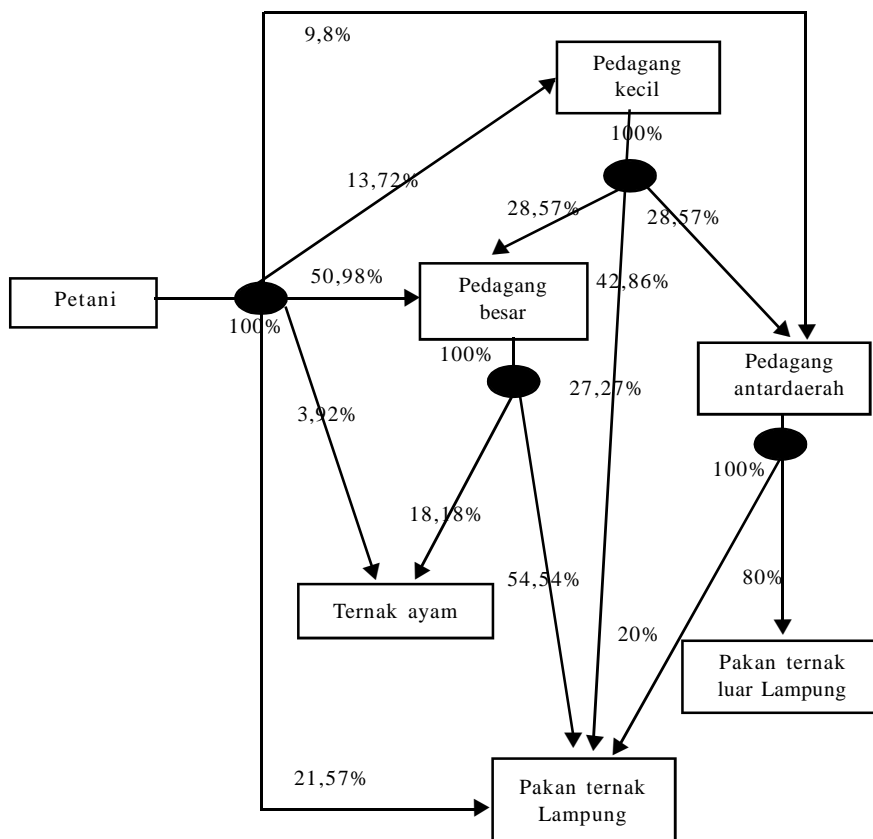 9,8%
Pedagang
kecil
100%
13,72%
28,57%
28,57%
Petani
50,98%
100%
Pedagang
besar
42,86%
100%
Pedagang
antardaerah
3,92%
27,27%
100%
18,18%
54,54%
80%
Ternak ayam
20%
Pakan ternak
luar Lampung
21,57%
Pakan ternak
Lampung